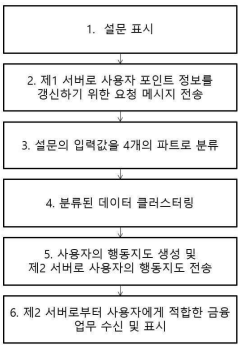 1. 설문 표시
2. 제1 서버로 사용자 포인트 정보를
갱신하기 위한 요청 메시지 전송
3. 설문의 입력값을 4개의 파트로 분류
4. 분류된 데이터 클러스터링
5. 사용자의 행동지도 생성 및
제2 서버로 사용자의 행동지도 전송
6. 제2 서버로부터 사용자에게 적합한 금융
업무 수신 및 표시